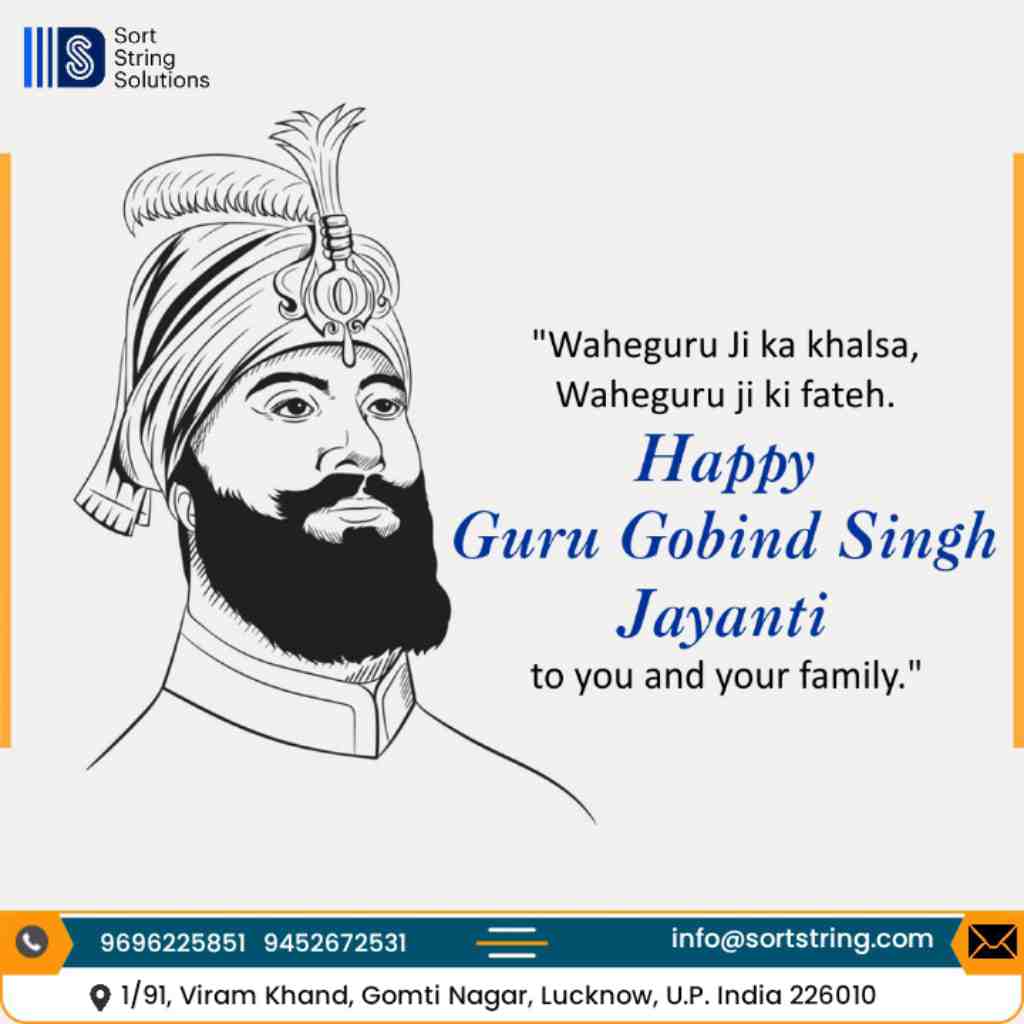 Sort
String
Solutions
"Waheguru Ji ka khalsa,
Waheguru ji ki fateh.
Happy
Guru Gobind Singh
Jayanti
to you and your family."
9696225851 9452672531
info@sortstring.com
1/91, Viram Khand, Gomti Nagar, Lucknow, U.P. India 226010